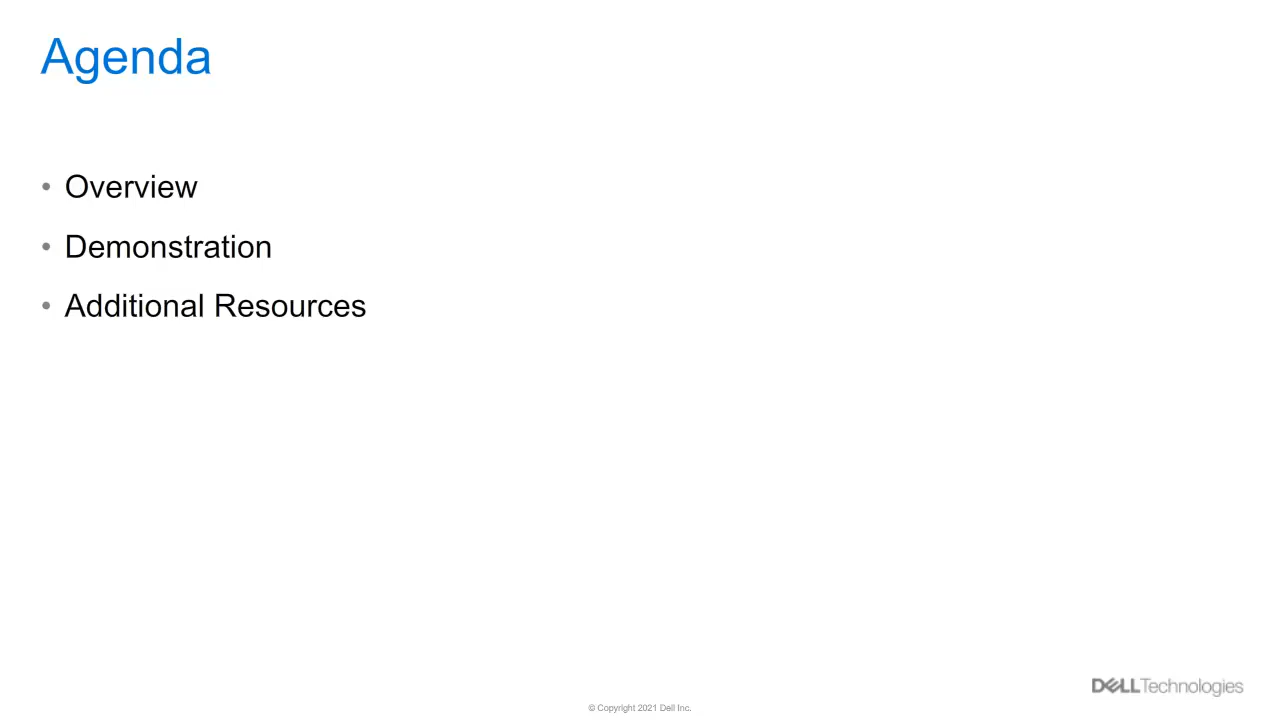 Agenda
• Overview
• Demonstration
• Additional Resources
DELLTechnologies
© Copyright 2021 Dell Inc.